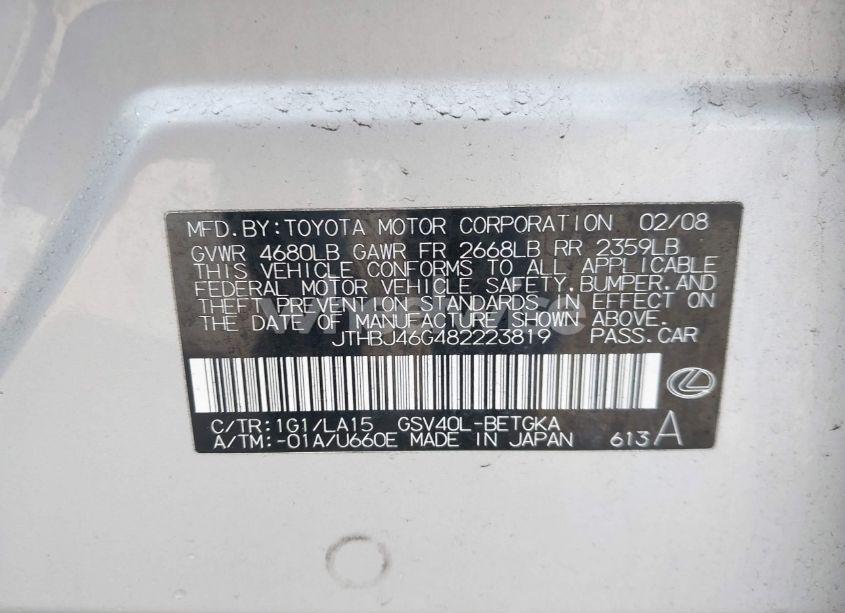 MFD. BY: TOYOTA MOTOR CORPORATION 02/08
GVWR 4680LB GAWR FR 2668LB RR 2359LB
THIS VEHICLE CONFORMS TO ALL APPLICABLE
FEDERAL MOTOR VEHICLE SAFETY, BUMPER, AND
THEFT PREVENTION STANDARDS IN EFFECT ON
THE DATE OF MANUFACTURE SHOWN ABOVE.
JTHBJ46G482223819 PASS. CAR
C/TR: 1G1/LA15 GSV40L-BETGKA
A/TM: -01A/U660E MADE IN JAPAN 613 A